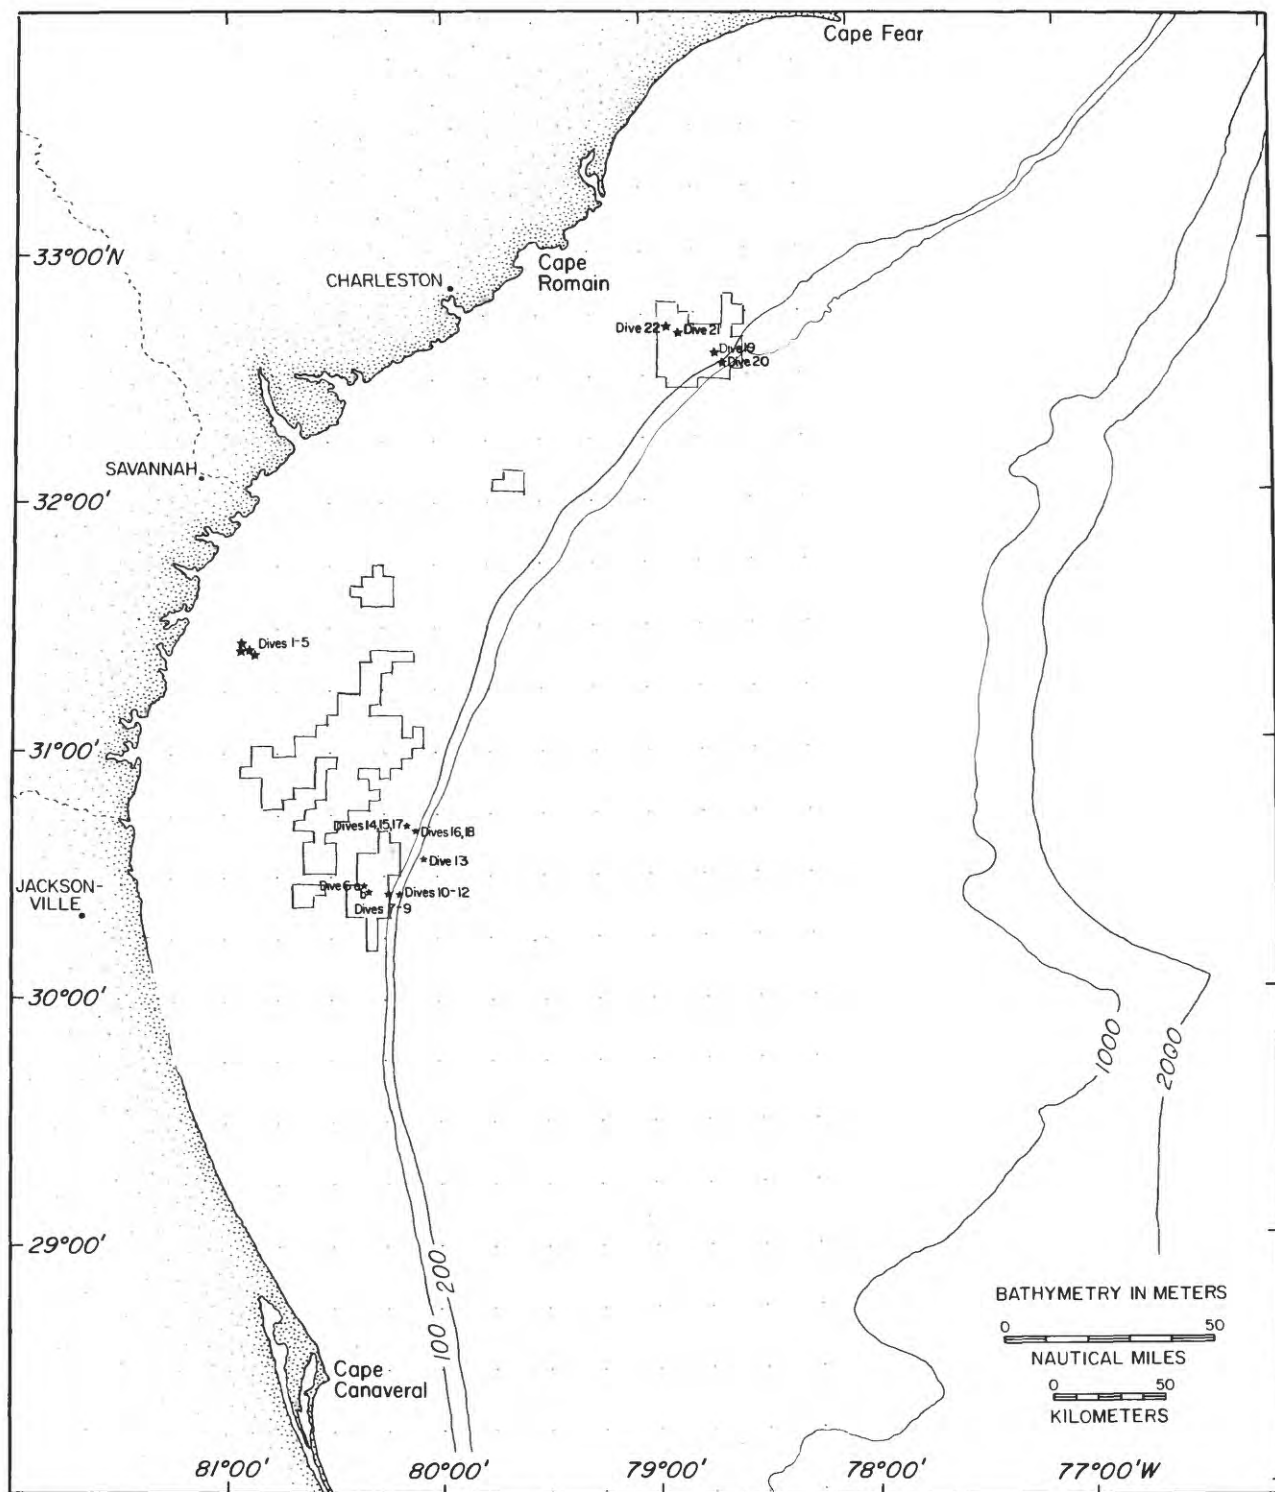 Cape Fear
33°00'N
CHARLESTON
Cape
Romain
Dive 22
Dive 21
Dive 19
Dive 20
SAVANNAH
32°00'
Dives 1-5
31°00'
Dives 14,15,17
Dives 16,18
Dive 13
JACKSON-
VILLE
Dive 6 a
b
Dives 10-12
Dives 7-9
30°00'
1000
2000
29°00'
100
200
BATHYMETRY IN METERS
0 50
NAUTICAL MILES
0 50
KILOMETERS
Cape
Canaveral
81°00'
80°00'
79°00'
78°00'
77°00'W